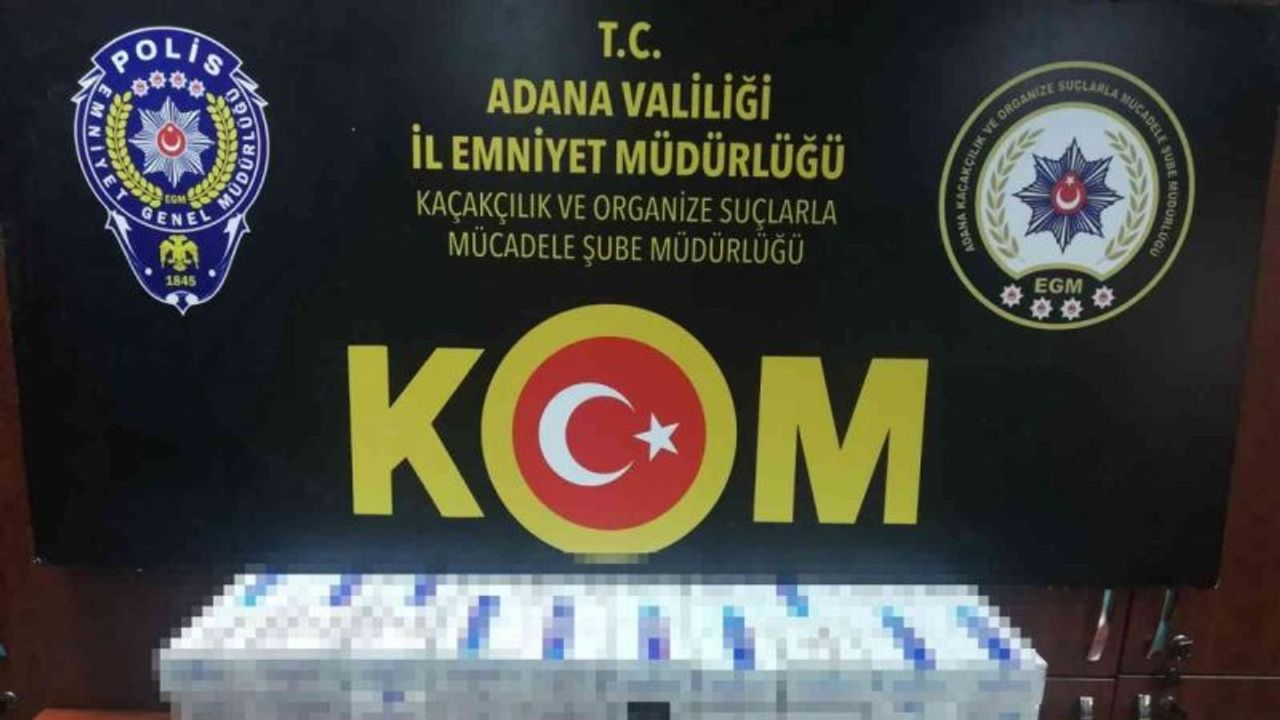 POLİS
EMNİYET GENEL MÜDÜRLÜĞÜ
EGM
1845
T.C.
ADANA VALİLİĞİ
İL EMNİYET MÜDÜRLÜĞÜ
KAÇAKÇILIK VE ORGANİZE SUÇLARLA
MÜCADELE ŞUBE MÜDÜRLÜĞÜ
ADANA KAÇAKÇILIK VE ORGANİZE SUÇLARLA MÜCADELE ŞUBE MÜDÜRLÜĞÜ
EGM
KOM